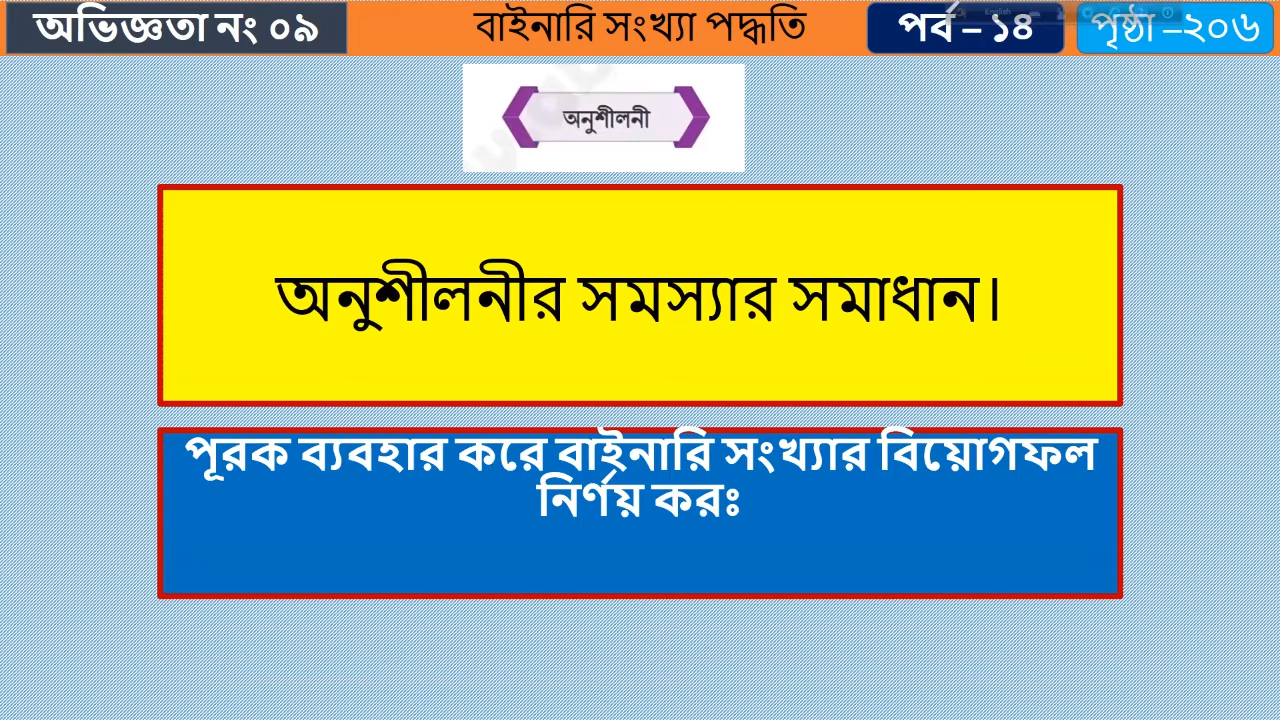 অভিজ্ঞতা নং ০৯
বাইনারি সংখ্যা পদ্ধতি
পর্ব – ১৪
পৃষ্ঠা –২০৬
English
অনুশীলনী
অনুশীলনীর সমস্যার সমাধান।
পূরক ব্যবহার করে বাইনারি সংখ্যার বিয়োগফল
নির্ণয় করঃ